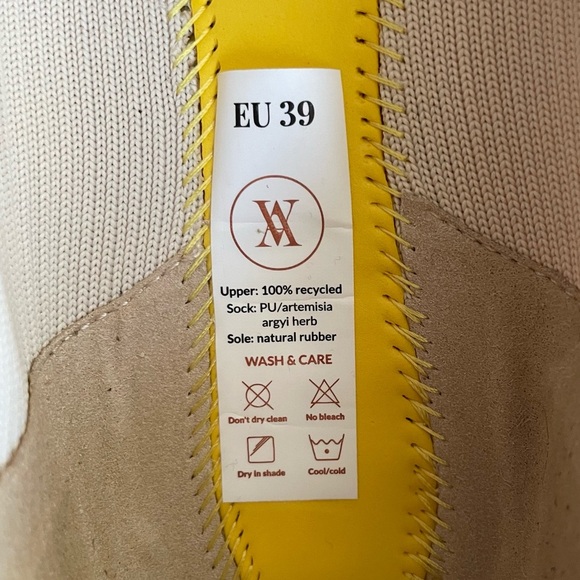 EU 39
VA
Upper: 100% recycled
Sock: PU/artemisia
argyi herb
Sole: natural rubber
WASH & CARE
Don't dry clean
No bleach
Dry in shade
Cool/cold